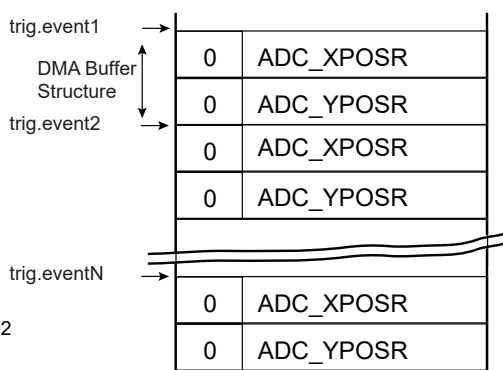 trig.event1
0 ADC_XPOSR
DMA Buffer
Structure
0 ADC_YPOSR
trig.event2
0 ADC_XPOSR
0 ADC_YPOSR
trig.eventN
0 ADC_XPOSR
2
0 ADC_YPOSR